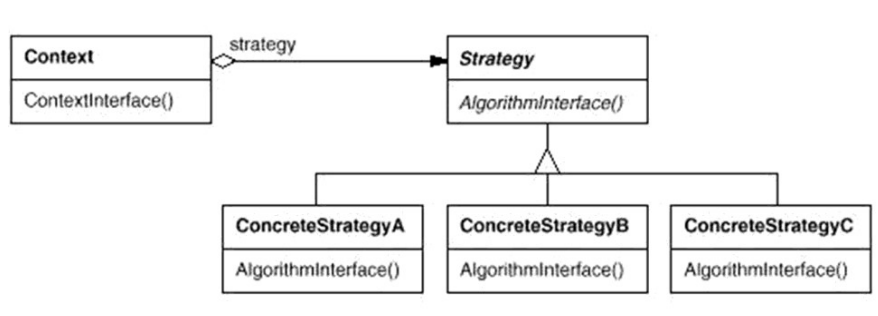 strategy
Context
ContextInterface()
Strategy
AlgorithmInterface()
ConcreteStrategyA
AlgorithmInterface()
ConcreteStrategyB
AlgorithmInterface()
ConcreteStrategyC
AlgorithmInterface()